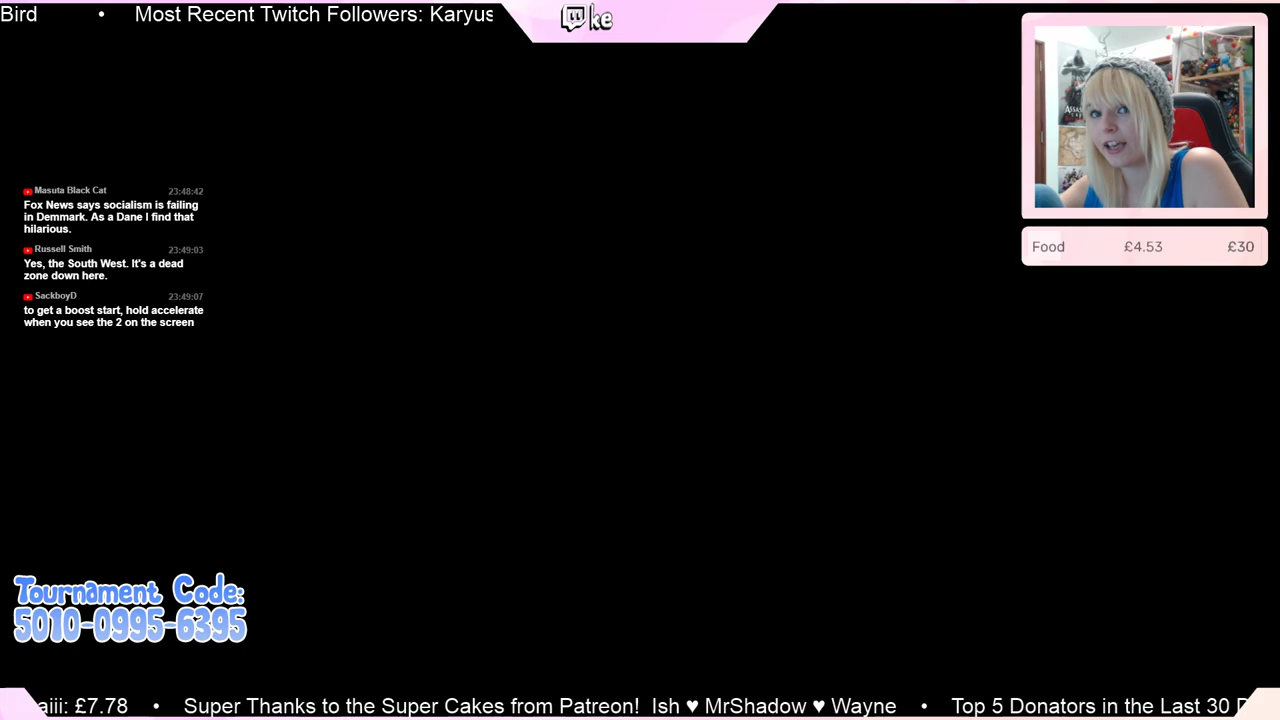 Bird • Most Recent Twitch Followers: Karyus
ke
Masuta Black Cat 23:48:42
Fox News says socialism is failing
in Demmark. As a Dane I find that
hilarious.
Russell Smith 23:49:03
Yes, the South West. It's a dead
zone down here.
SackboyD 23:49:07
to get a boost start, hold accelerate
when you see the 2 on the screen
Food £4.53 £30
Tournament Code:
5010-0995-6395
aiii: £7.78 • Super Thanks to the Super Cakes from Patreon! Ish ♥ MrShadow ♥ Wayne • Top 5 Donators in the Last 30 D